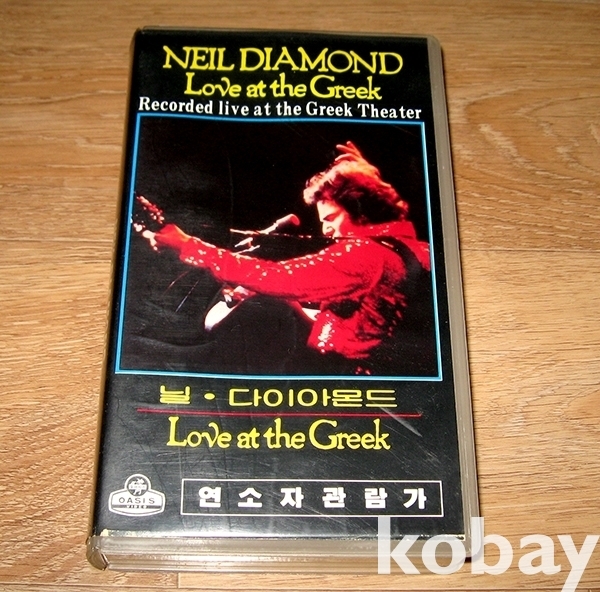 NEIL DIAMOND
Love at the Greek
Recorded live at the Greek Theater
닐 • 다이아몬드
Love at the Greek
OASIS
VIDEO
연소자관람가
kobay